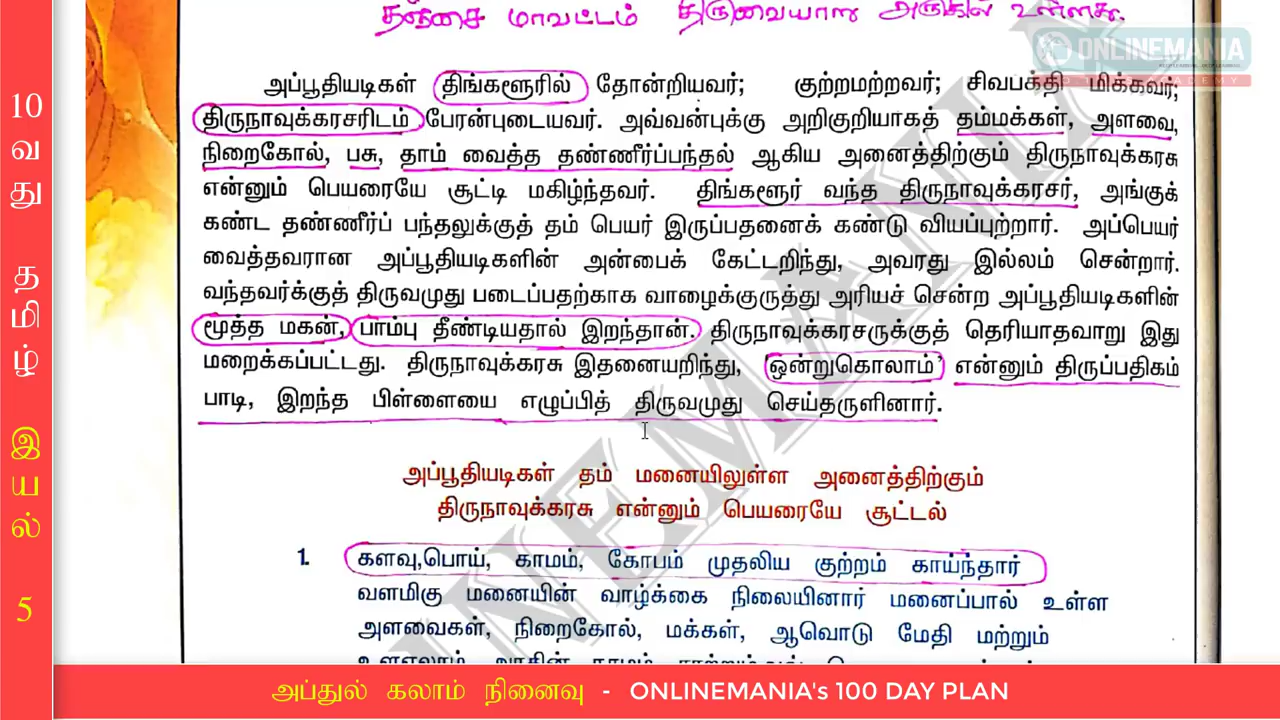 தஞ்சை மாவட்டம் திருவையாறு அருகில் உள்ளது.
ONLINEMANIA
அப்பூதியடிகள் திங்களூரில் தோன்றியவர்; குற்றமற்றவர்; சிவபக்தி மிக்கவர்;
திருநாவுக்கரசரிடம் பேரன்புடையவர். அவ்வன்புக்கு அறிகுறியாகத் தம்மக்கள், அளவை,
நிறைகோல், பசு, தாம் வைத்த தண்ணீர்ப்பந்தல் ஆகிய அனைத்திற்கும் திருநாவுக்கரசு
என்னும் பெயரையே சூட்டி மகிழ்ந்தவர். திங்களூர் வந்த திருநாவுக்கரசர், அங்குக்
கண்ட தண்ணீர்ப் பந்தலுக்குத் தம் பெயர் இருப்பதனைக் கண்டு வியப்புற்றார். அப்பெயர்
வைத்தவரான அப்பூதியடிகளின் அன்பைக் கேட்டறிந்து, அவரது இல்லம் சென்றார்.
வந்தவர்க்குத் திருவமுது படைப்பதற்காக வாழைக்குருத்து அரியச் சென்ற அப்பூதியடிகளின்
மூத்த மகன், பாம்பு தீண்டியதால் இறந்தான். திருநாவுக்கரசருக்குத் தெரியாதவாறு இது
மறைக்கப்பட்டது. திருநாவுக்கரசு இதனையறிந்து, 'ஒன்றுகொலாம்' என்னும் திருப்பதிகம்
பாடி, இறந்த பிள்ளையை எழுப்பித் திருவமுது செய்தருளினார்.
அப்பூதியடிகள் தம் மனையிலுள்ள அனைத்திற்கும்
திருநாவுக்கரசு என்னும் பெயரையே சூட்டல்
1. களவு,பொய், காமம், கோபம் முதலிய குற்றம் காய்ந்தார்
வளமிகு மனையின் வாழ்க்கை நிலையினார் மனைப்பால் உள்ள
அளவைகள், நிறைகோல், மக்கள், ஆவொடு மேதி மற்றும்
10
வ
து
த
மி
ழ்
இ
ய
ல்
5
அப்துல் கலாம் நினைவு - ONLINEMANIA's 100 DAY PLAN